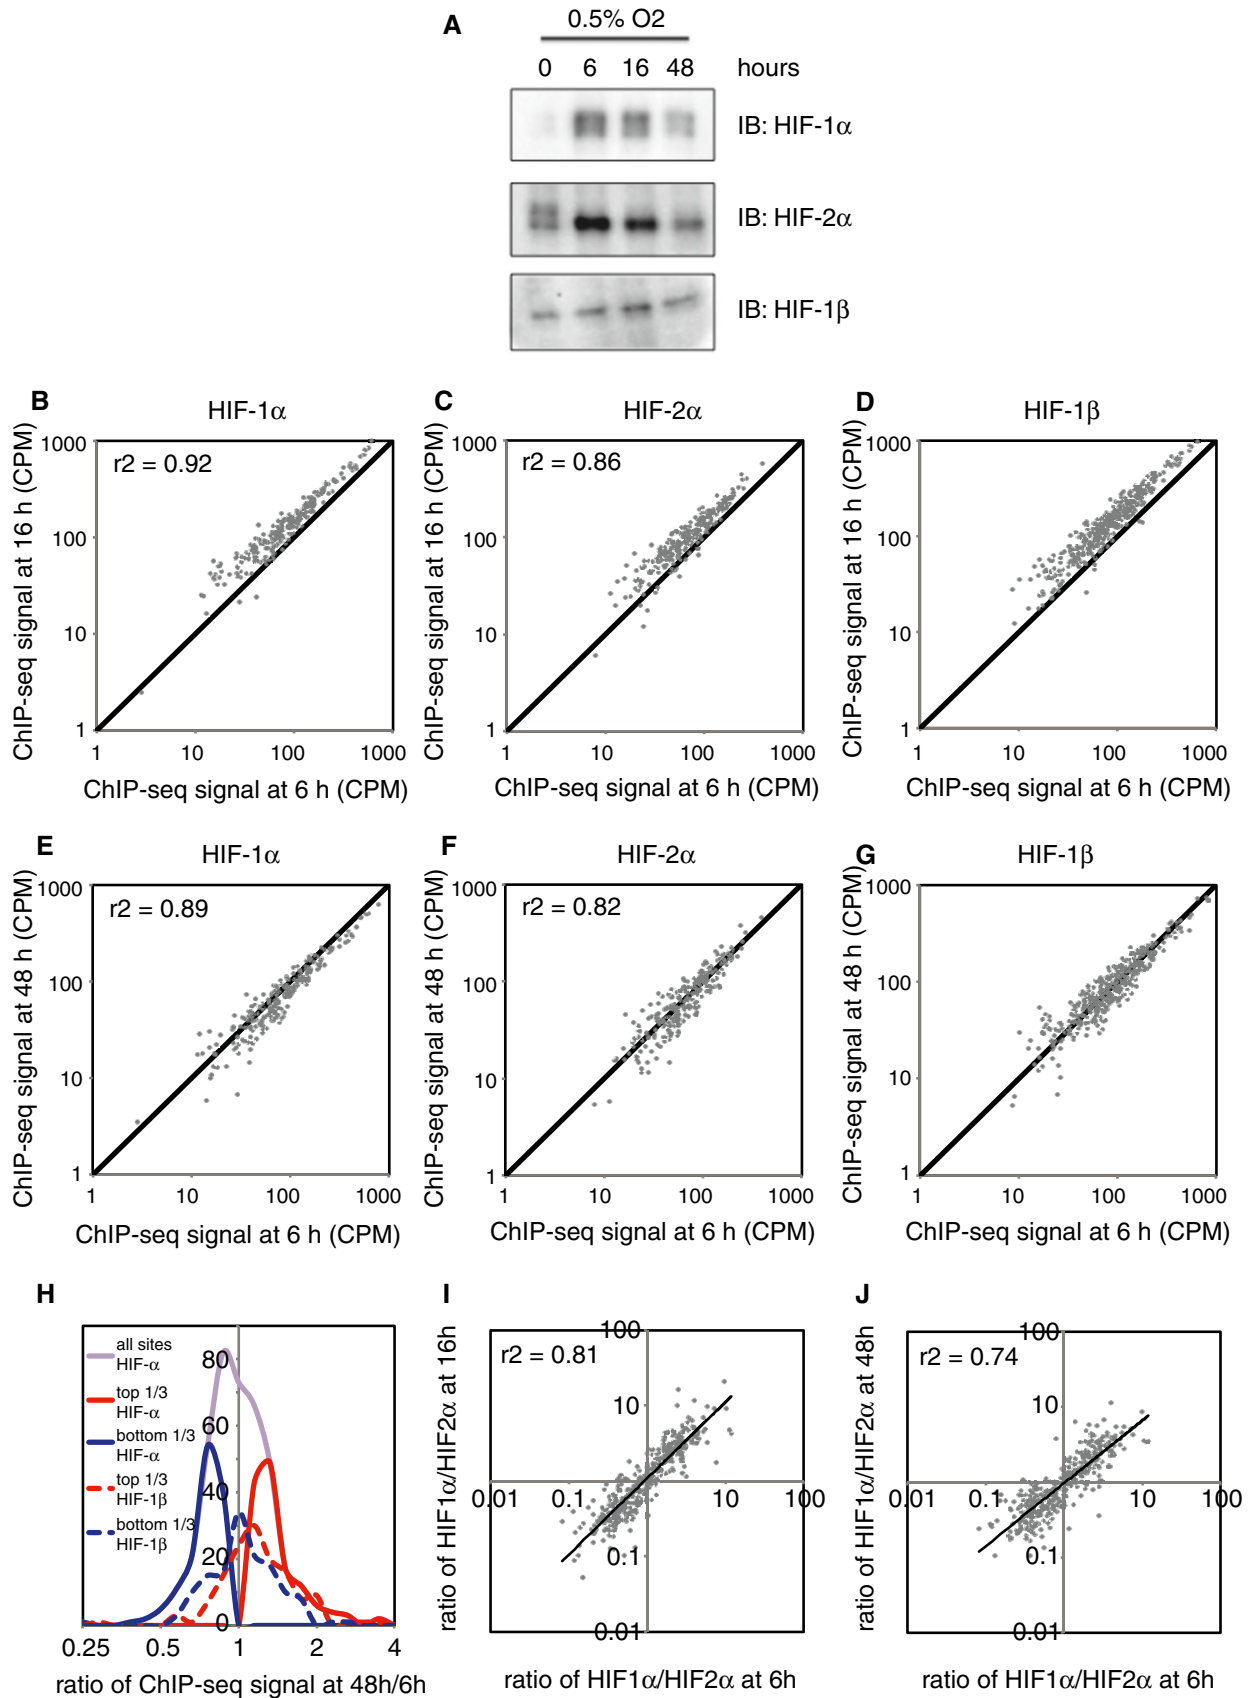 A
0.5% O2
0 6 16 48 hours
IB: HIF-1α
IB: HIF-2α
IB: HIF-1β
B
HIF-1α
r2 = 0.92
ChIP-seq signal at 16 h (CPM)
1000
100
10
1
1 10 100 1000
ChIP-seq signal at 6 h (CPM)
C
HIF-2α
r2 = 0.86
ChIP-seq signal at 16 h (CPM)
1000
100
10
1
1 10 100 1000
ChIP-seq signal at 6 h (CPM)
D
HIF-1β
ChIP-seq signal at 16 h (CPM)
1000
100
10
1
1 10 100 1000
ChIP-seq signal at 6 h (CPM)
E
HIF-1α
r2 = 0.89
ChIP-seq signal at 48 h (CPM)
1000
100
10
1
1 10 100 1000
ChIP-seq signal at 6 h (CPM)
F
HIF-2α
r2 = 0.82
ChIP-seq signal at 48 h (CPM)
1000
100
10
1
1 10 100 1000
ChIP-seq signal at 6 h (CPM)
G
HIF-1β
ChIP-seq signal at 48 h (CPM)
1000
100
10
1
1 10 100 1000
ChIP-seq signal at 6 h (CPM)
H
all sites
HIF-α
top 1/3
HIF-α
bottom 1/3
HIF-α
top 1/3
HIF-1β
bottom 1/3
HIF-1β
80
60
40
20
0
0.25 0.5 1 2 4
ratio of ChIP-seq signal at 48h/6h
I
r2 = 0.81
ratio of HIF1α/HIF2α at 16h
100
10
0.1
0.01
0.01 0.1 10 100
ratio of HIF1α/HIF2α at 6h
J
r2 = 0.74
ratio of HIF1α/HIF2α at 48h
100
10
0.1
0.01
0.01 0.1 10 100
ratio of HIF1α/HIF2α at 6h